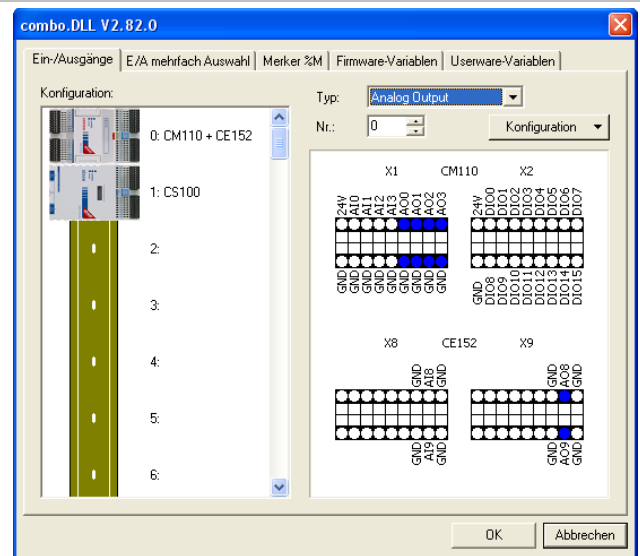 combo.DLL V2.82.0
Ein-/Ausgänge E/A mehrfach Auswahl Merker %M Firmware-Variablen Userware-Variablen
Konfiguration:
0: CM110 + CE152
1: CS100
2:
3:
4:
5:
6:
Typ: Analog Output
Nr.: 0 Konfiguration
X1 CM110 X2
24V AI0 AI1 AI2 AI3 AO0 AO1 AO2 AO3 24V DIO0 DIO1 DIO2 DIO3 DIO4 DIO5 DIO6 DIO7
GND GND GND GND GND GND GND GND GND GND DIO8 DIO9 DIO10 DIO11 DIO12 DIO13 DIO14 DIO15
X8 CE152 X9
GND AI8 GND GND AO8 GND
GND AI9 GND GND AO9 GND
OK Abbrechen